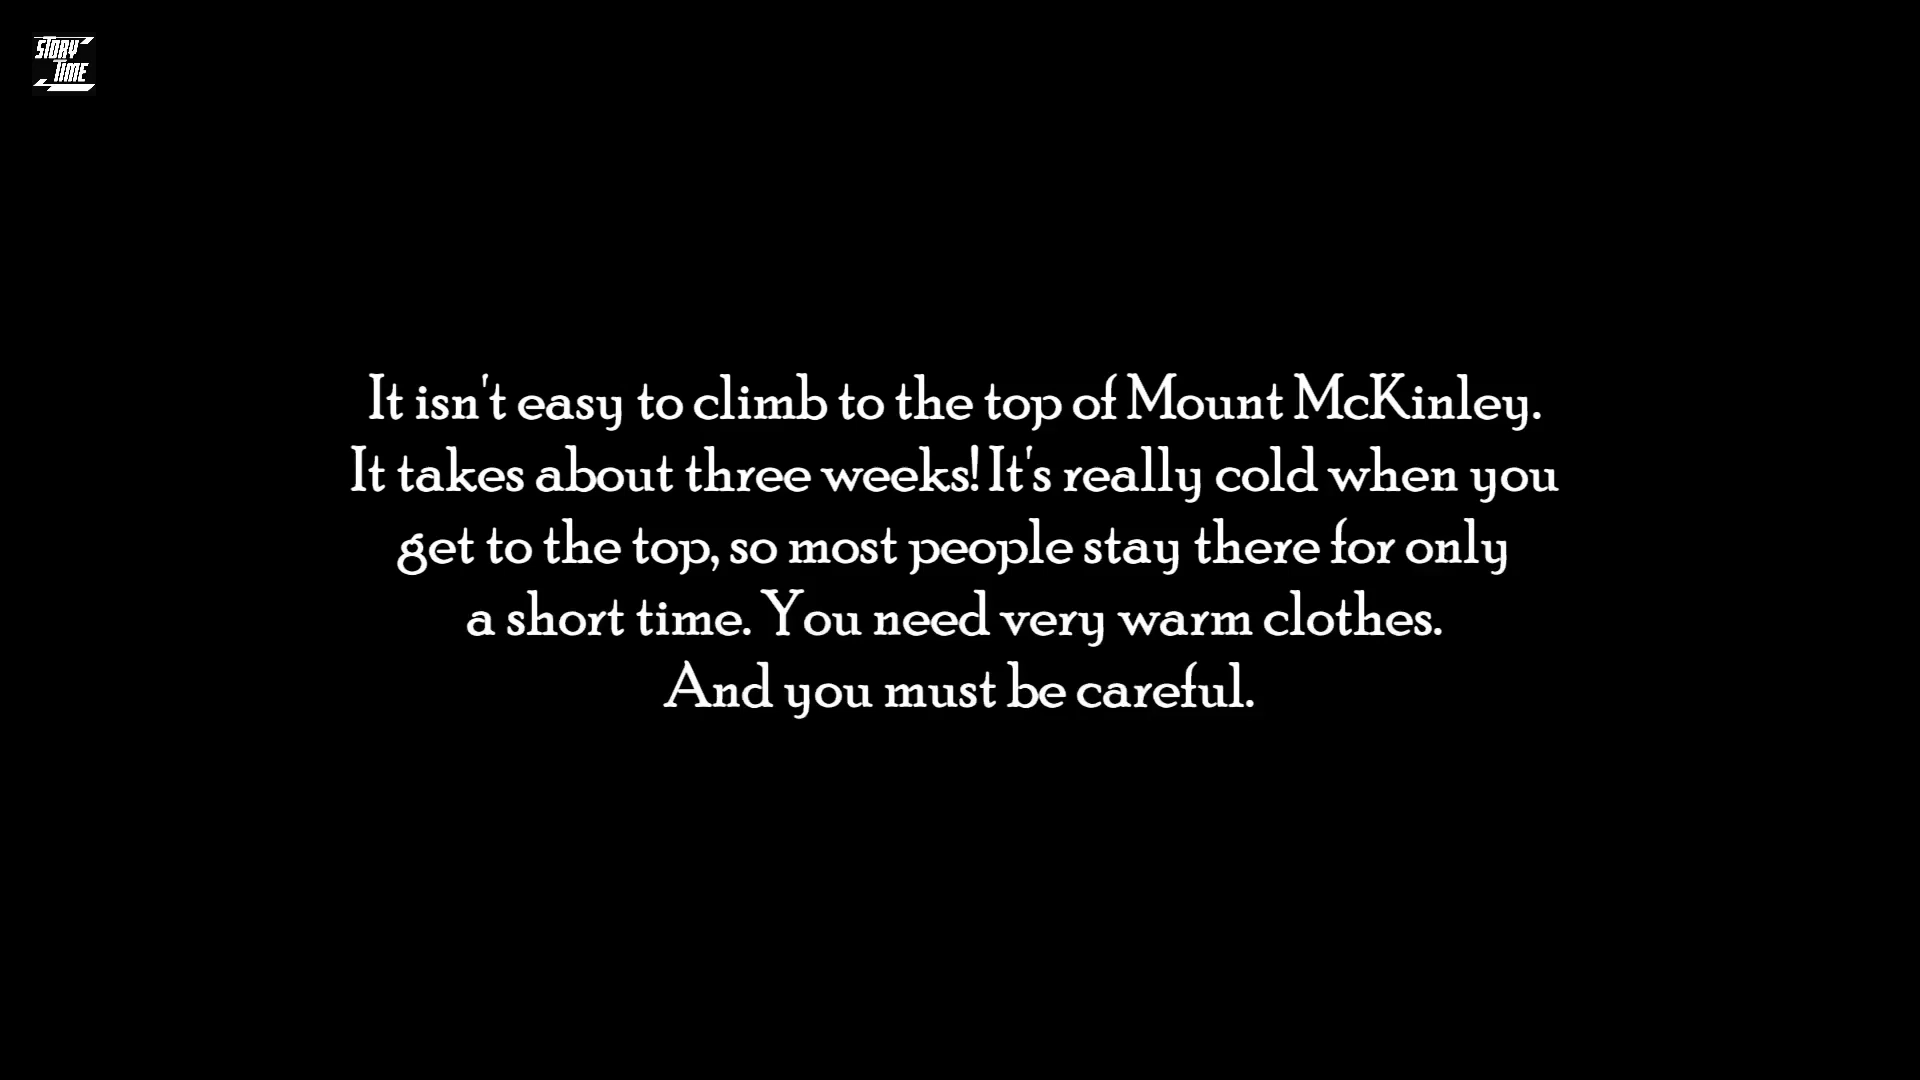 STORY
TIME
It isn't easy to climb to the top of Mount McKinley.
It takes about three weeks! It's really cold when you
get to the top, so most people stay there for only
a short time. You need very warm clothes.
And you must be careful.